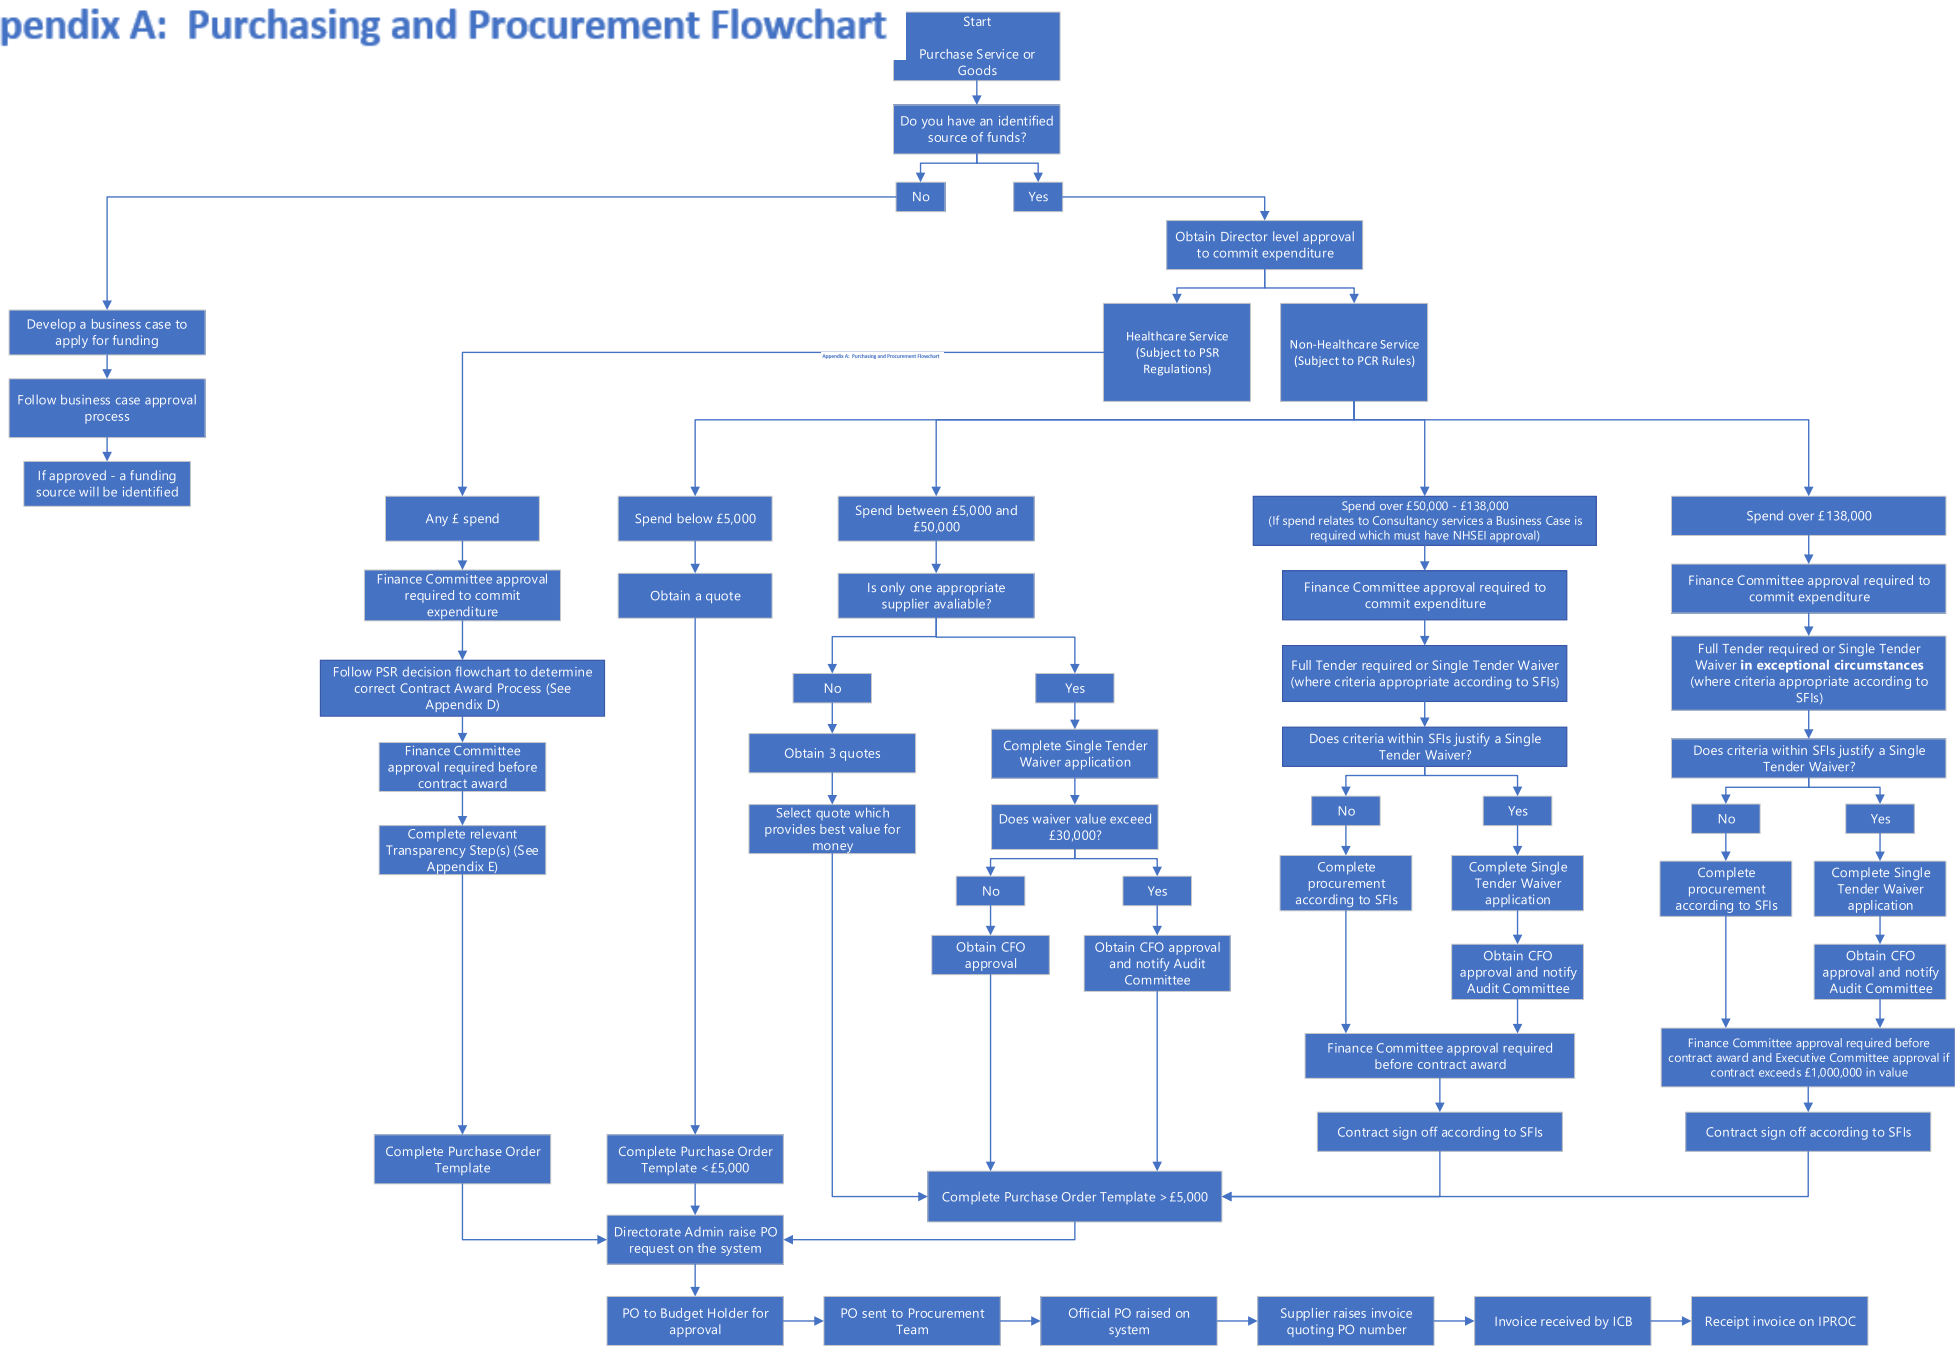 pendix A:  Purchasing and Procurement Flowchart
Start
Purchase Service or
Goods
Do you have an identified
source of funds?
No
Yes
Obtain Director level approval
to commit expenditure
Develop a business case to
apply for funding
Follow business case approval
process
If approved - a funding
source will be identified
Healthcare Service
(Subject to PSR
Regulations)
Non-Healthcare Service
(Subject to PCR Rules)
Appendix A:  Purchasing and Procurement Flowchart
Any £ spend
Finance Committee approval
required to commit
expenditure
Follow PSR decision flowchart to determine
correct Contract Award Process (See
Appendix D)
Finance Committee
approval required before
contract award
Complete relevant
Transparency Step(s) (See
Appendix E)
Complete Purchase Order
Template
Spend below £5,000
Obtain a quote
Complete Purchase Order
Template <£5,000
Spend between £5,000 and
£50,000
Is only one appropriate
supplier avaliable?
No
Obtain 3 quotes
Select quote which
provides best value for
money
Yes
Complete Single Tender
Waiver application
Does waiver value exceed
£30,000?
No
Obtain CFO
approval
Yes
Obtain CFO approval
and notify Audit
Committee
Spend over £50,000 - £138,000
(If spend relates to Consultancy services a Business Case is
required which must have NHSEI approval)
Finance Committee approval required to
commit expenditure
Full Tender required or Single Tender Waiver
(where criteria appropriate according to SFIs)
Does criteria within SFIs justify a Single
Tender Waiver?
No
Complete
procurement
according to SFIs
Yes
Complete Single
Tender Waiver
application
Obtain CFO
approval and notify
Audit Committee
Finance Committee approval required
before contract award
Contract sign off according to SFIs
Spend over £138,000
Finance Committee approval required to
commit expenditure
Full Tender required or Single Tender
Waiver in exceptional circumstances
(where criteria appropriate according to
SFIs)
Does criteria within SFIs justify a Single
Tender Waiver?
No
Complete
procurement
according to SFIs
Yes
Complete Single
Tender Waiver
application
Obtain CFO
approval and notify
Audit Committee
Finance Committee approval required before
contract award and Executive Committee approval if
contract exceeds £1,000,000 in value
Contract sign off according to SFIs
Complete Purchase Order Template >£5,000
Directorate Admin raise PO
request on the system
PO to Budget Holder for
approval
PO sent to Procurement
Team
Official PO raised on
system
Supplier raises invoice
quoting PO number
Invoice received by ICB
Receipt invoice on IPROC